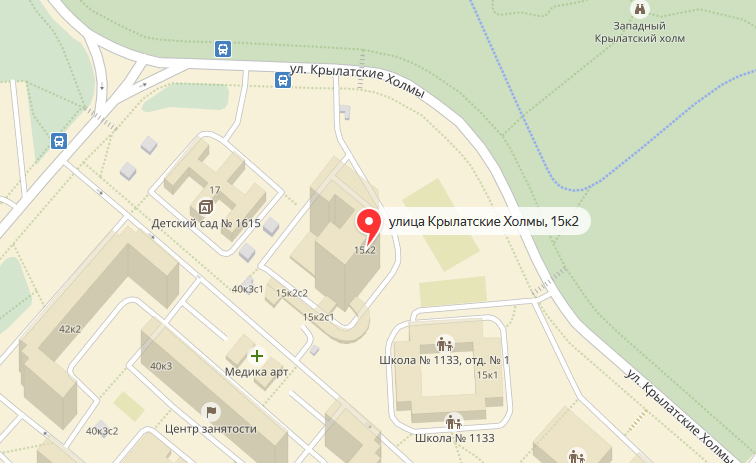 Западный
Крылатский холм
ул. Крылатские Холмы
17
Детский сад № 1615
улица Крылатские Холмы, 15к2
15к2
40к3с1
15к2с2
15к2с1
42к2
40к3
Медика арт
Школа № 1133, отд. № 1
15к1
ул. Крылатские Холмы
40к3с2
Центр занятости
Школа № 1133